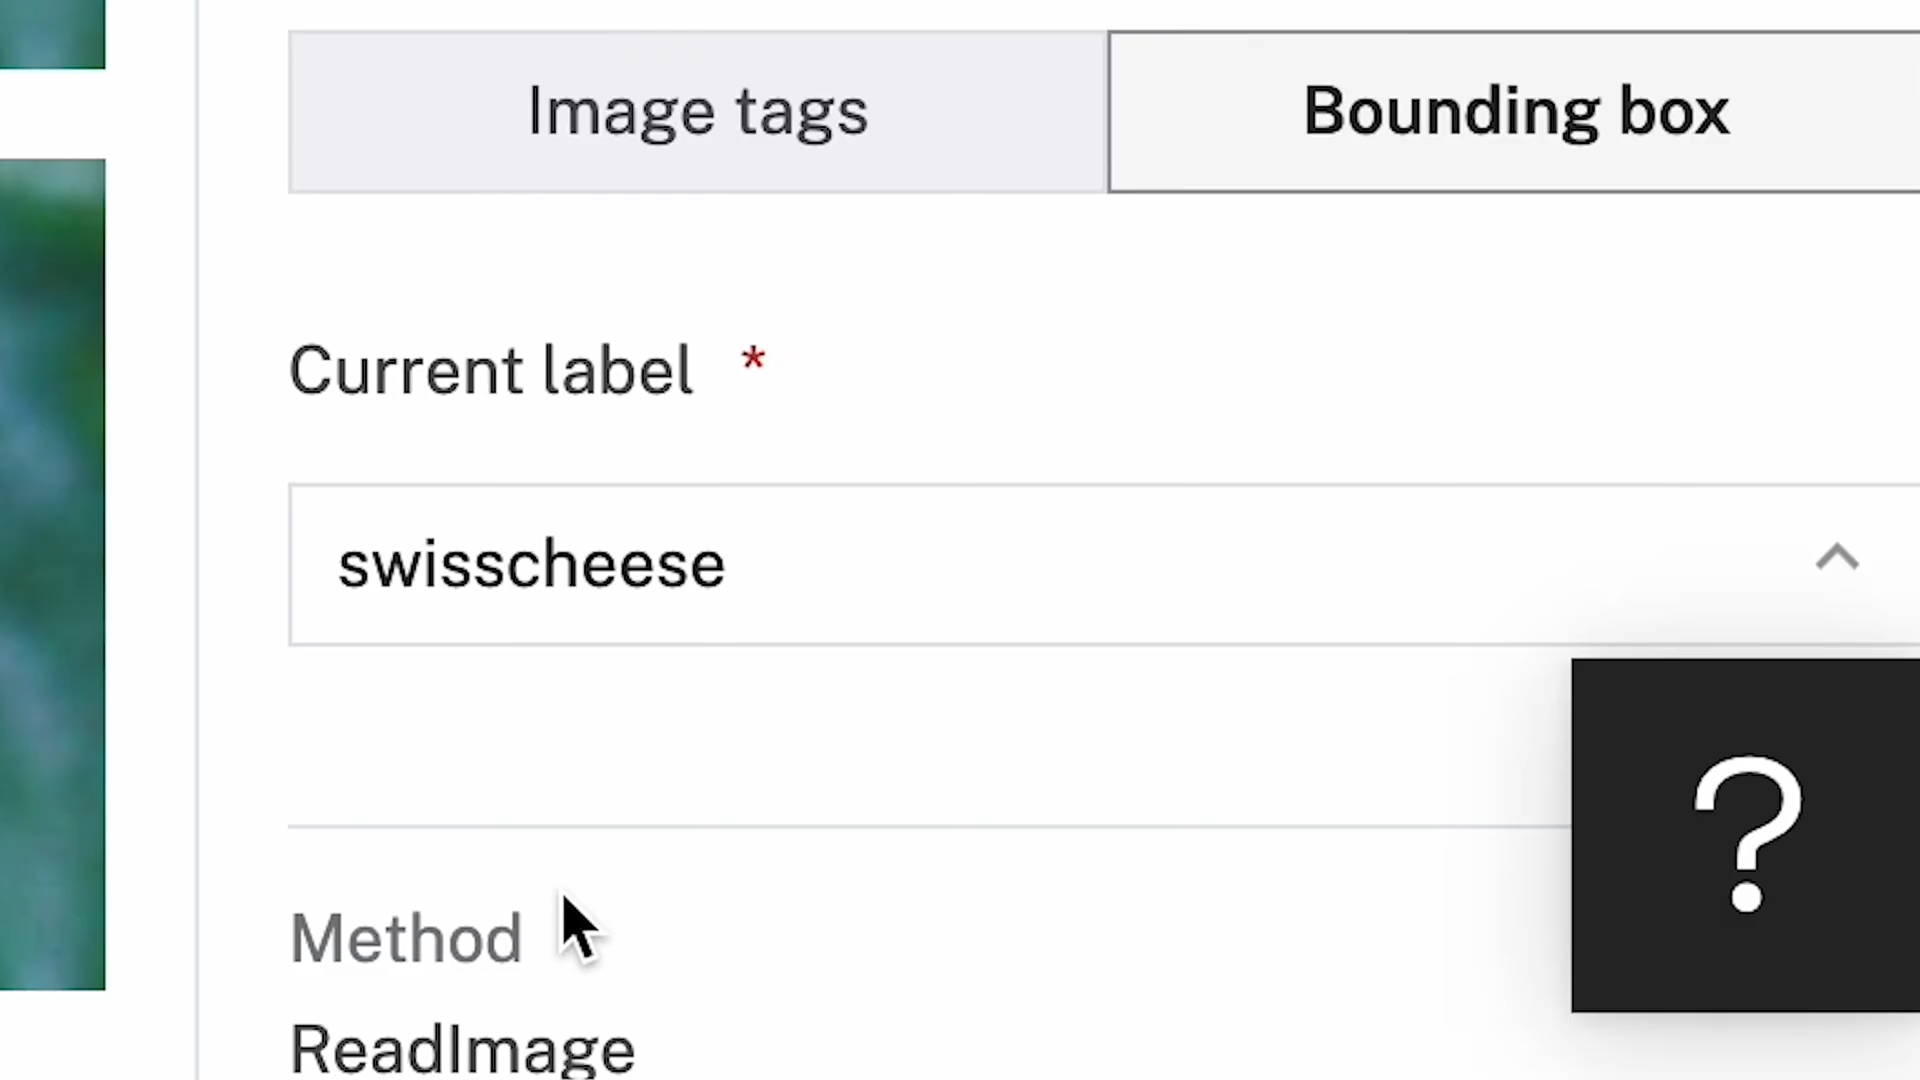 Image tags
Bounding box
Current label *
swisscheese
?
Method
ReadImage